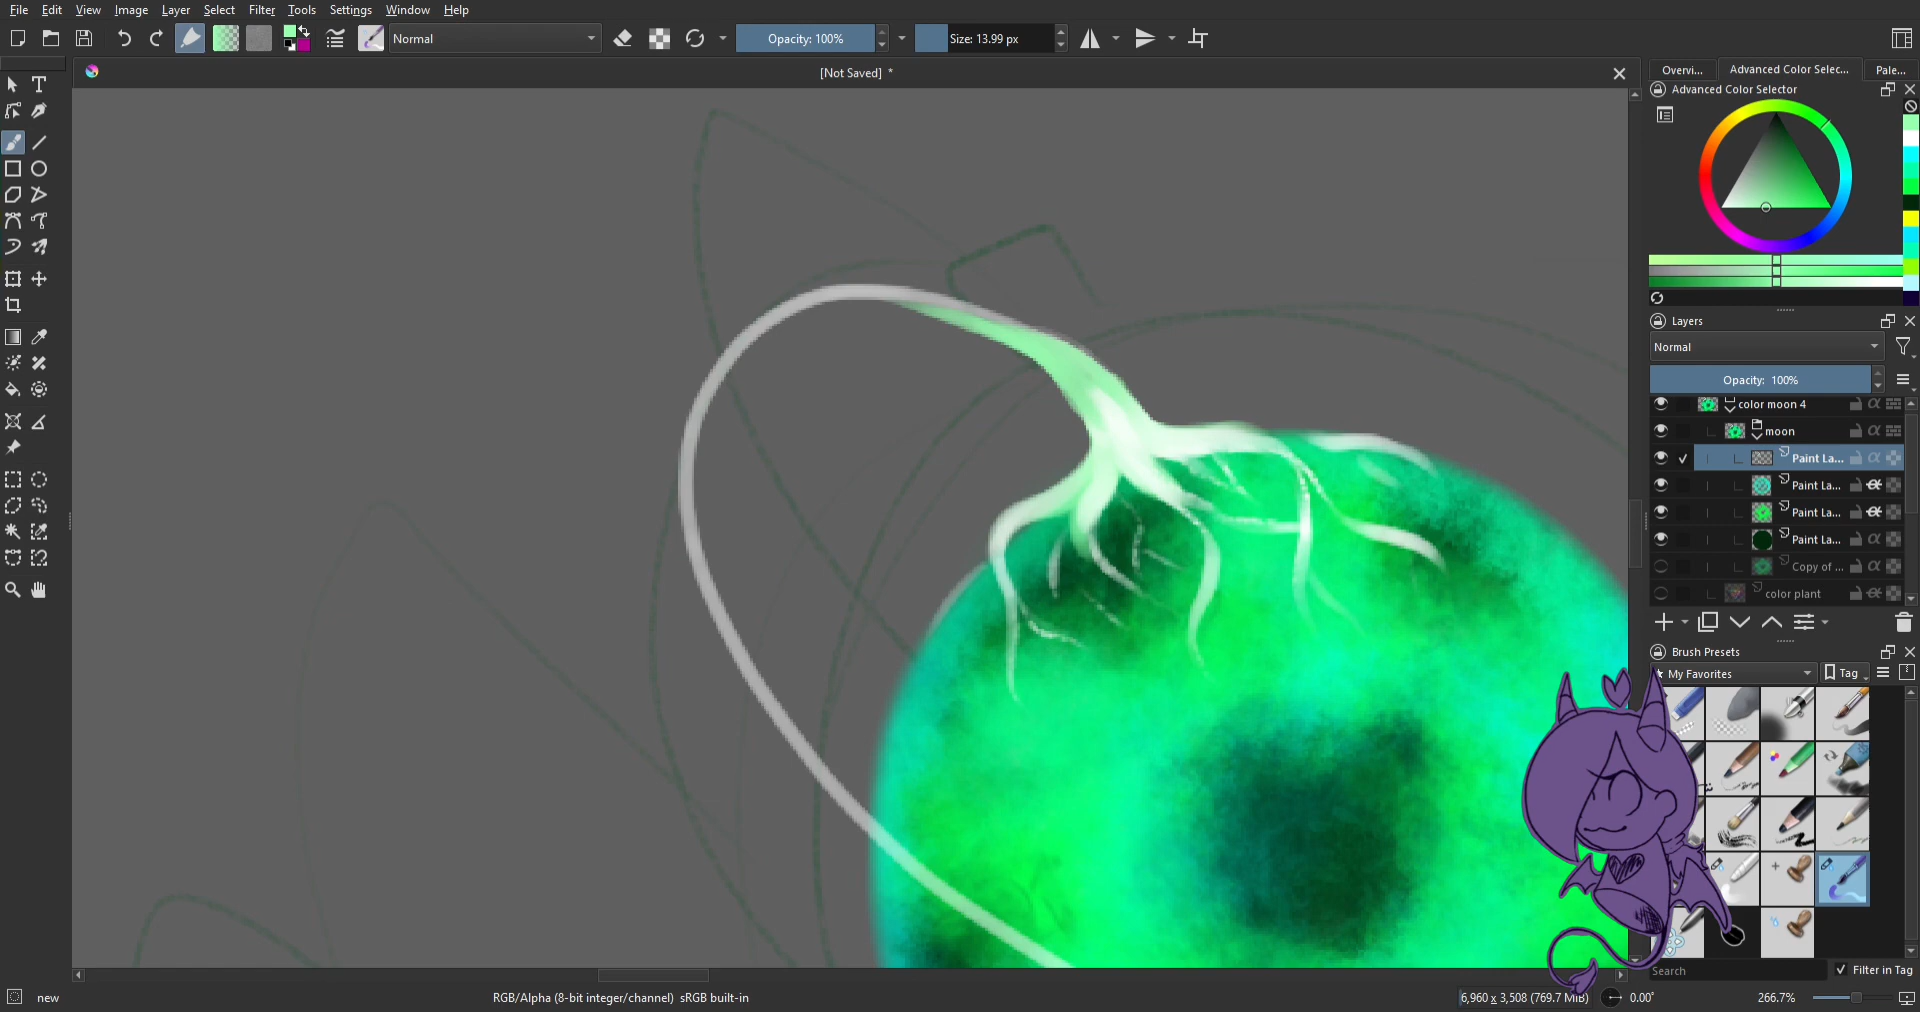 File Edit View Image Layer Select Filter Tools Settings Window Help
Normal Opacity: 100% Size: 13.99 px
[Not Saved] *
Overvi... Advanced Color Selec... Pale...
Advanced Color Selector
Layers
Normal
Opacity: 100%
color moon 4
moon
Paint La...
Paint La...
Paint La...
Paint La...
Copy of ...
color plant
Brush Presets
My Favorites Tag
Search Filter in Tag
new RGB/Alpha (8-bit integer/channel) sRGB built-in 6,960 x 3,508 (769.7 MiB) 0.00° 266.7%